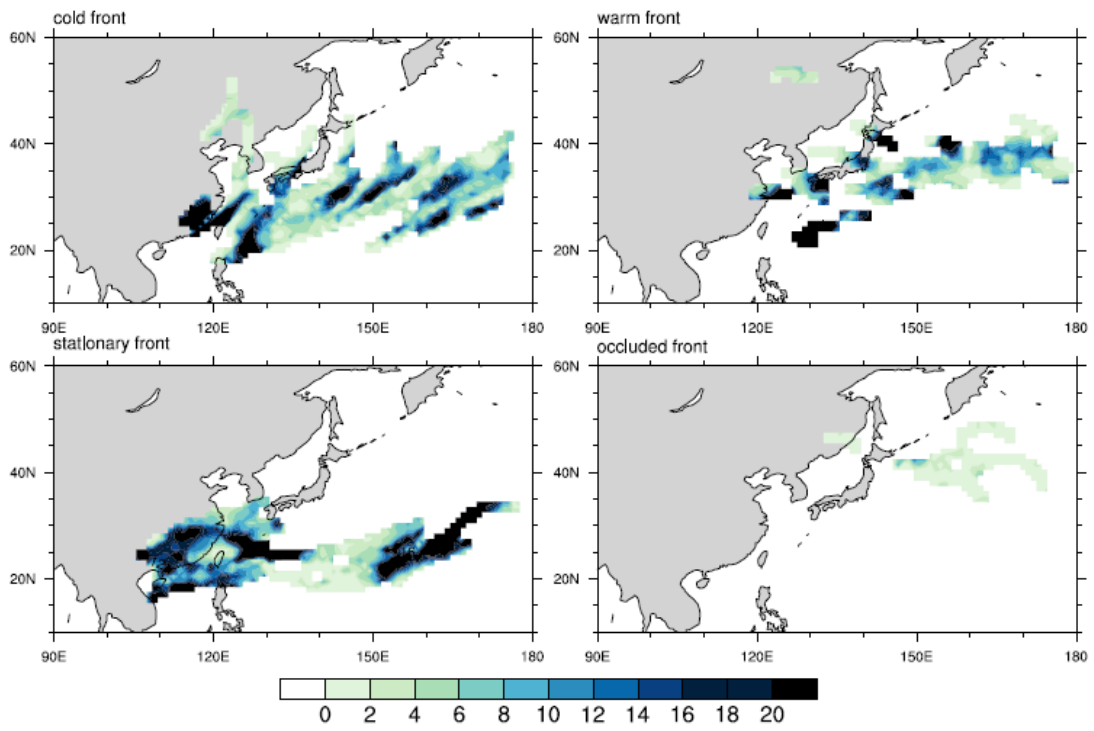 cold front
warm front
60N
40N
20N
60N
40N
20N
90E 120E 150E 180
90E 120E 150E 180
stationary front
occluded front
60N
40N
20N
60N
40N
20N
90E 120E 150E 180
90E 120E 150E 180
0 2 4 6 8 10 12 14 16 18 20